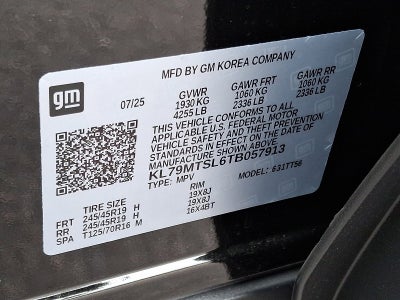 gm
MFD BY GM KOREA COMPANY
07/25 GVWR GAWR FRT GAWR RR
1930 KG 1060 KG 1060 KG
4255 LB 2336 LB 2336 LB
THIS VEHICLE CONFORMS TO ALL
APPLICABLE U.S. FEDERAL MOTOR
VEHICLE SAFETY AND THEFT PREVENTION
STANDARDS IN EFFECT ON THE DATE OF
MANUFACTURE SHOWN ABOVE.
KL79MTSL6TB057913
TYPE: MPV MODEL: 631TT56
TIRE SIZE RIM
FRT 245/45R19 H 19X8J
RR 245/45R19 H 19X8J
SPA T125/70R16 M 16X4BT